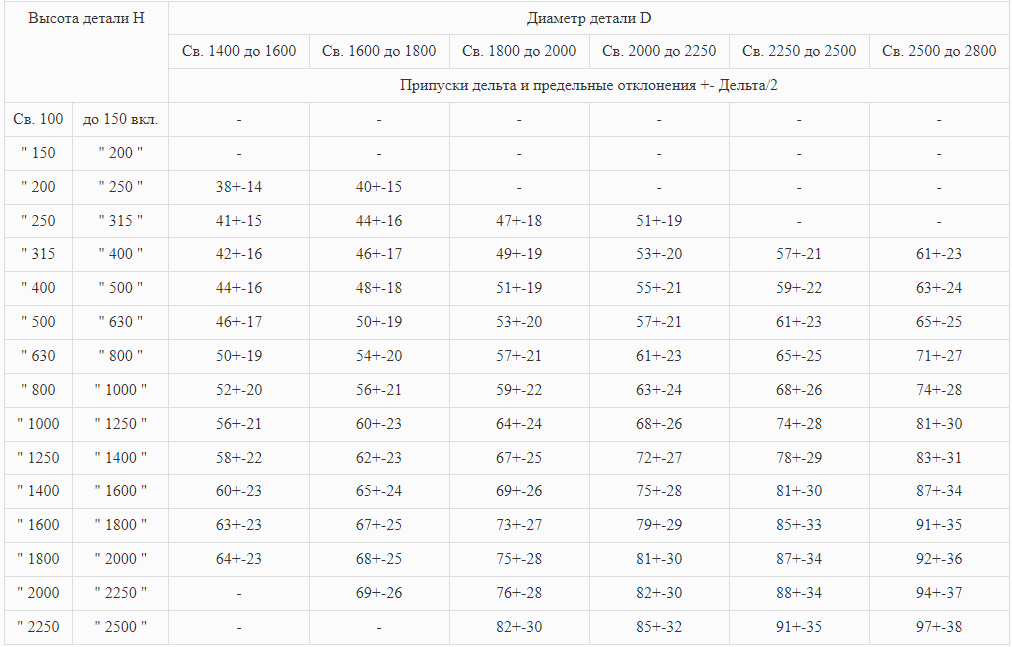 Высота детали H Диаметр детали D
Св. 1400 до 1600 Св. 1600 до 1800 Св. 1800 до 2000 Св. 2000 до 2250 Св. 2250 до 2500 Св. 2500 до 2800
Припуски дельта и предельные отклонения +- Дельта/2
Св. 100 до 150 вкл. - - - - - -
" 150 " 200 " - - - - - -
" 200 " 250 " 38+-14 40+-15 - - - -
" 250 " 315 " 41+-15 44+-16 47+-18 51+-19 - -
" 315 " 400 " 42+-16 46+-17 49+-19 53+-20 57+-21 61+-23
" 400 " 500 " 44+-16 48+-18 51+-19 55+-21 59+-22 63+-24
" 500 " 630 " 46+-17 50+-19 53+-20 57+-21 61+-23 65+-25
" 630 " 800 " 50+-19 54+-20 57+-21 61+-23 65+-25 71+-27
" 800 " 1000 " 52+-20 56+-21 59+-22 63+-24 68+-26 74+-28
" 1000 " 1250 " 56+-21 60+-23 64+-24 68+-26 74+-28 81+-30
" 1250 " 1400 " 58+-22 62+-23 67+-25 72+-27 78+-29 83+-31
" 1400 " 1600 " 60+-23 65+-24 69+-26 75+-28 81+-30 87+-34
" 1600 " 1800 " 63+-23 67+-25 73+-27 79+-29 85+-33 91+-35
" 1800 " 2000 " 64+-23 68+-25 75+-28 81+-30 87+-34 92+-36
" 2000 " 2250 " - 69+-26 76+-28 82+-30 88+-34 94+-37
" 2250 " 2500 " - - 82+-30 85+-32 91+-35 97+-38